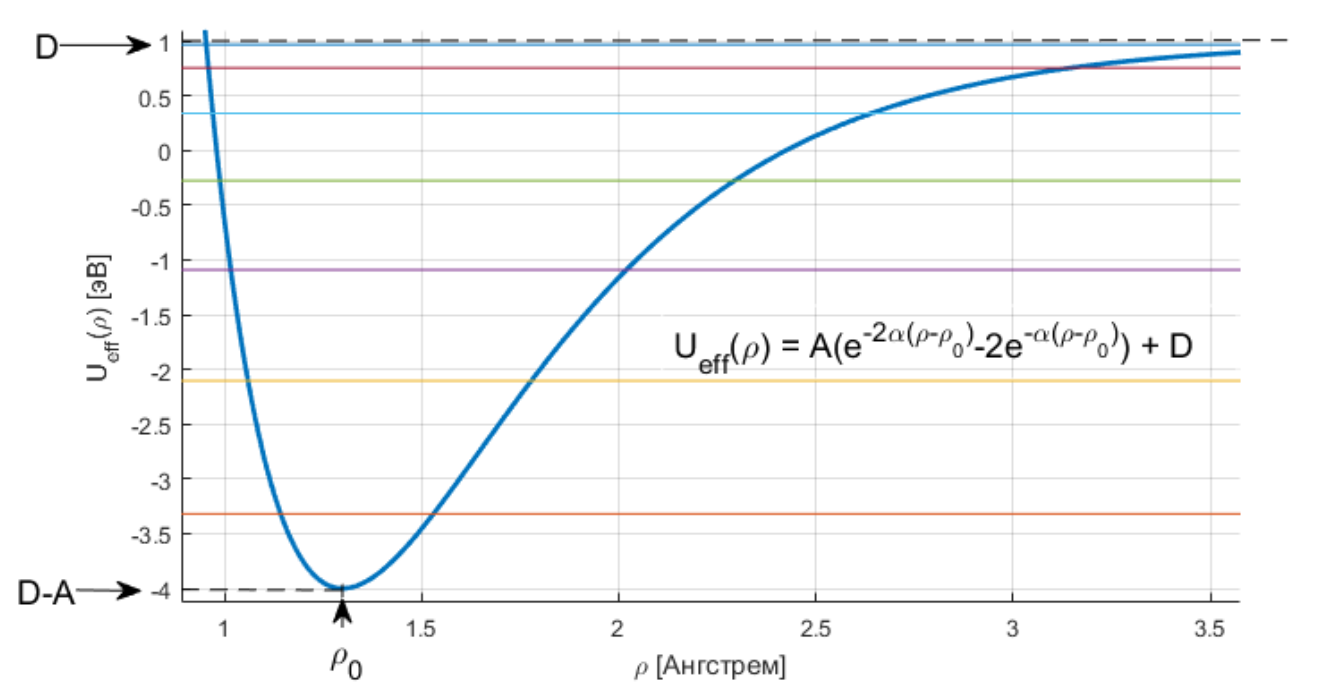 D
1
0.5
0
-0.5
-1
-1.5
-2
-2.5
-3
-3.5
-4
D-A
U_eff(ρ) [эВ]
U_eff(ρ) = A(e^-2α(ρ-ρ_0)-2e^-α(ρ-ρ_0)) + D
1 1.5 2 2.5 3 3.5
ρ_0
ρ [Ангстрем]